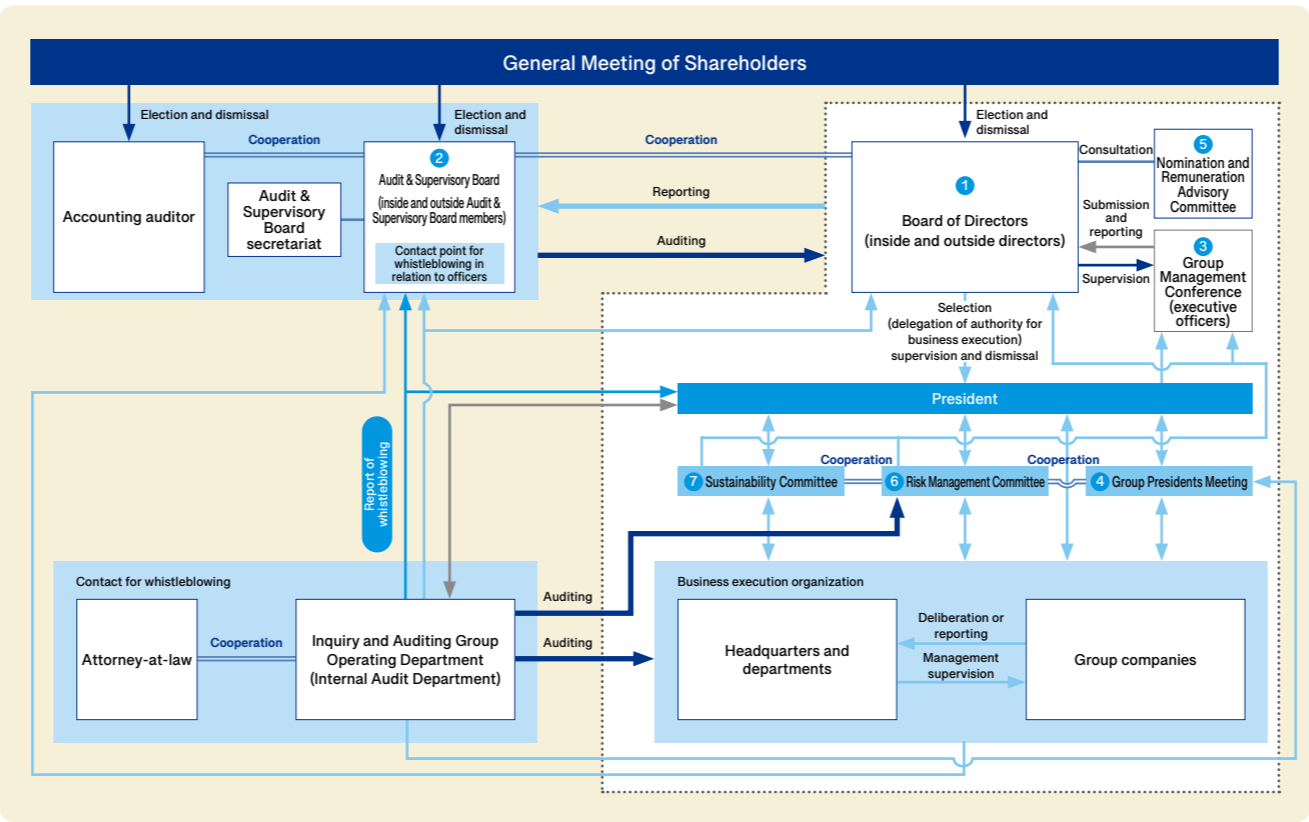 General Meeting of Shareholders
Election and dismissal
Election and
dismissal
Election and
dismissal
Cooperation
Cooperation
Accounting auditor
Audit &
Supervisory
Board
secretariat
2
Audit & Supervisory Board
(inside and outside Audit &
Supervisory Board members)
Contact point for
whistleblowing in
relation to officers
Reporting
Auditing
1
Board of Directors
(inside and outside directors)
Consultation
5
Nomination and
Remuneration
Advisory
Committee
Submission
and
reporting
Supervision
3
Group
Management
Conference
(executive
officers)
Selection
(delegation of authority for
business execution)
supervision and dismissal
President
Report of
whistleblowing
Cooperation
Cooperation
7 Sustainability Committee
6 Risk Management Committee
4 Group Presidents Meeting
Contact for whistleblowing
Attorney-at-law
Cooperation
Inquiry and Auditing Group
Operating Department
(Internal Audit Department)
Auditing
Auditing
Business execution organization
Headquarters and
departments
Deliberation or
reporting
Management
supervision
Group companies